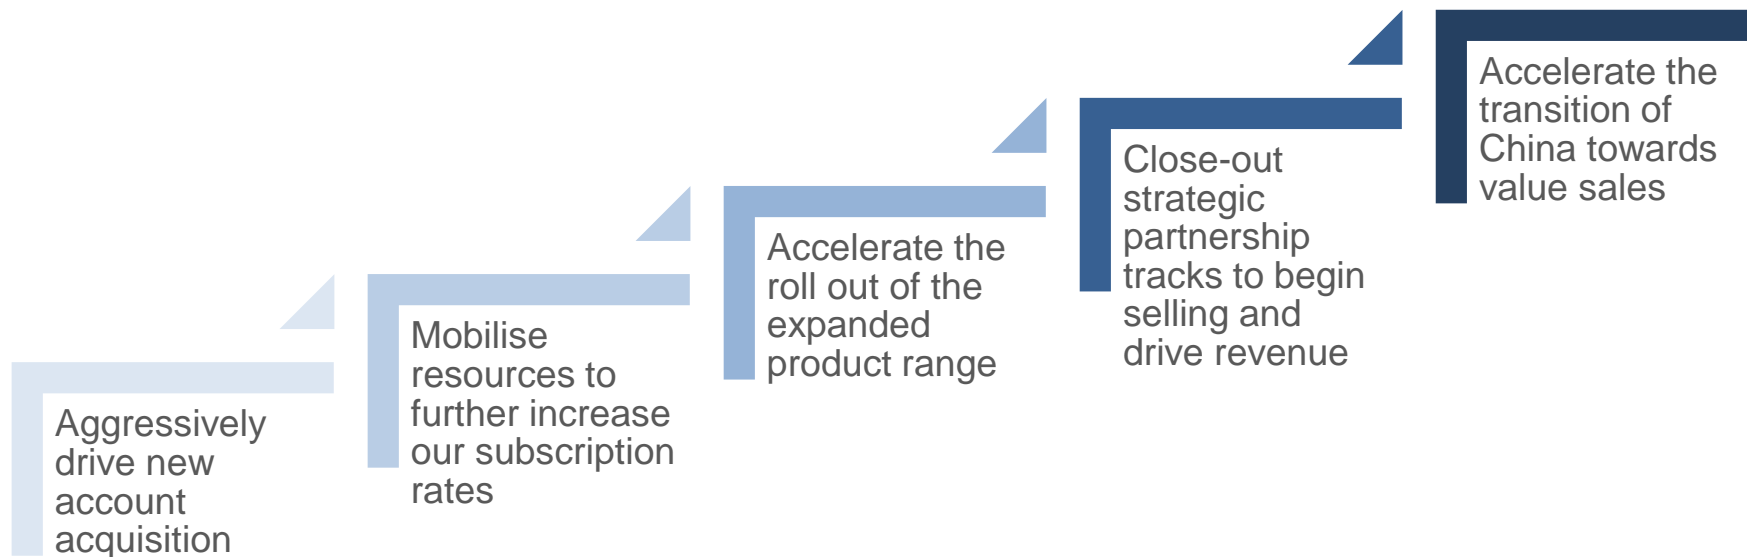 Aggressively
drive new
account
acquisition
Mobilise
resources to
further increase
our subscription
rates
Accelerate the
roll out of the
expanded
product range
Close-out
strategic
partnership
tracks to begin
selling and
drive revenue
Accelerate the
transition of
China towards
value sales